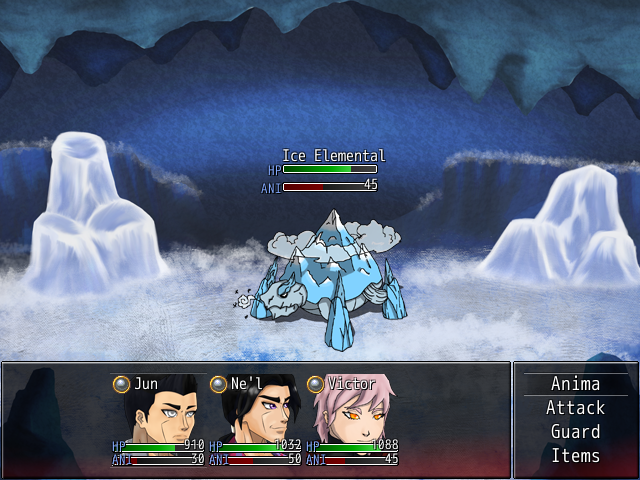 Ice Elemental
HP
ANI 45
Jun
HP 910
ANI 30
Ne'l
HP 1032
ANI 50
Victor
HP 1088
ANI 45
Anima
Attack
Guard
Items